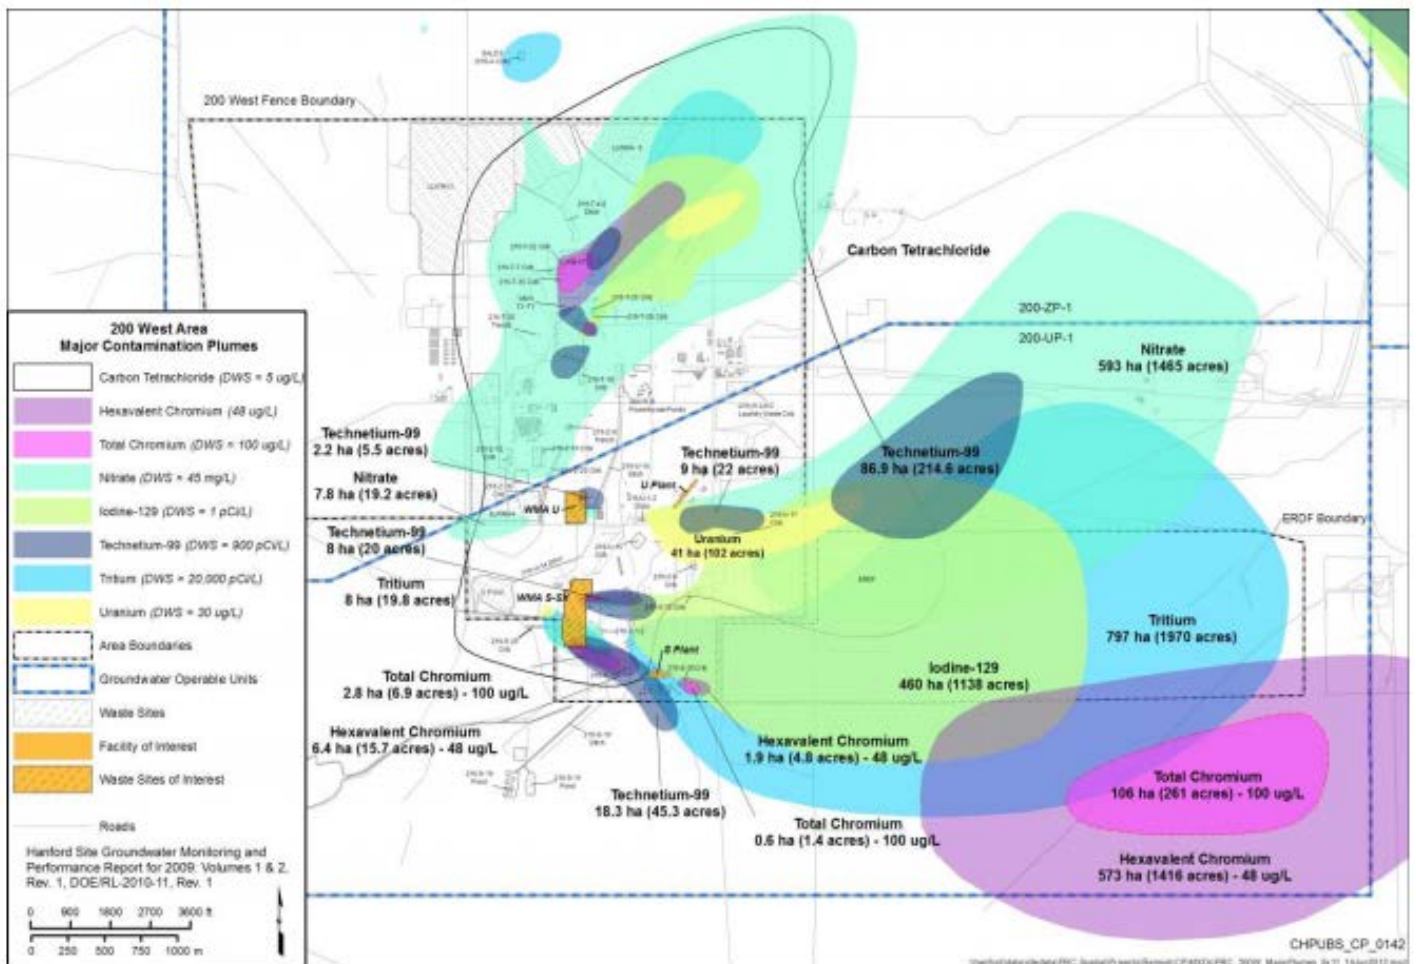 200 West Fence Boundary
Carbon Tetrachloride
200-ZP-1
200-UP-1
Nitrate
593 ha (1465 acres)
200 West Area
Major Contamination Plumes
Carbon Tetrachloride (DWS = 5 ug/L)
Hexavalent Chromium (48 ug/L)
Total Chromium (DWS = 100 ug/L)
Nitrate (DWS = 45 mg/L)
Iodine-129 (DWS = 1 pCi/L)
Technetium-99 (DWS = 900 pCi/L)
Tritium (DWS = 20,000 pCi/L)
Uranium (DWS = 30 ug/L)
Area Boundaries
Groundwater Operable Units
Waste Sites
Facility of Interest
Waste Sites of Interest
Roads
Hanford Site Groundwater Monitoring and
Performance Report for 2009: Volumes 1 & 2,
Rev. 1, DOE/RL-2010-11, Rev. 1
0 900 1800 2700 3600 ft
0 250 500 750 1000 m
Technetium-99
2.2 ha (5.5 acres)
Nitrate
7.8 ha (19.2 acres)
WMA U
Technetium-99
8 ha (20 acres)
Tritium
8 ha (19.8 acres)
Technetium-99
9 ha (22 acres)
U Plant
Technetium-99
86.9 ha (214.6 acres)
Uranium
41 ha (102 acres)
ERDF Boundary
ERDF
WMA S-SX
S Plant
Tritium
797 ha (1970 acres)
Iodine-129
460 ha (1138 acres)
Total Chromium
2.8 ha (6.9 acres) - 100 ug/L
Hexavalent Chromium
6.4 ha (15.7 acres) - 48 ug/L
Hexavalent Chromium
1.9 ha (4.8 acres) - 48 ug/L
Technetium-99
18.3 ha (45.3 acres)
Total Chromium
0.6 ha (1.4 acres) - 100 ug/L
Total Chromium
106 ha (261 acres) - 100 ug/L
Hexavalent Chromium
573 ha (1416 acres) - 48 ug/L
CHPUBS_CP_0142